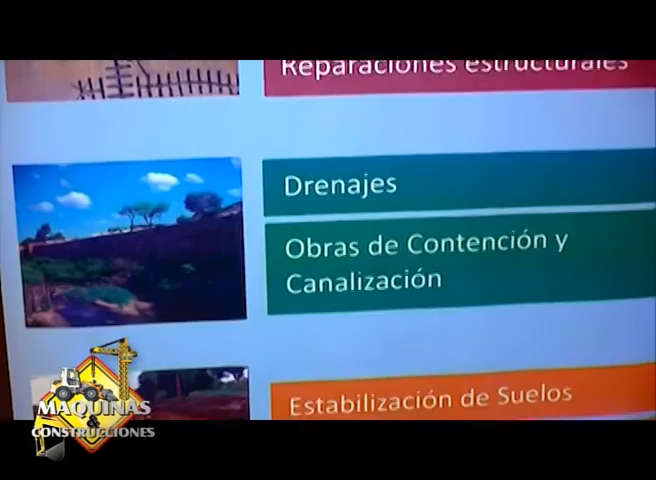 Reparaciones estructurales
Drenajes
Obras de Contención y
Canalización
Estabilización de Suelos
MAQUINAS
&
CONSTRUCCIONES